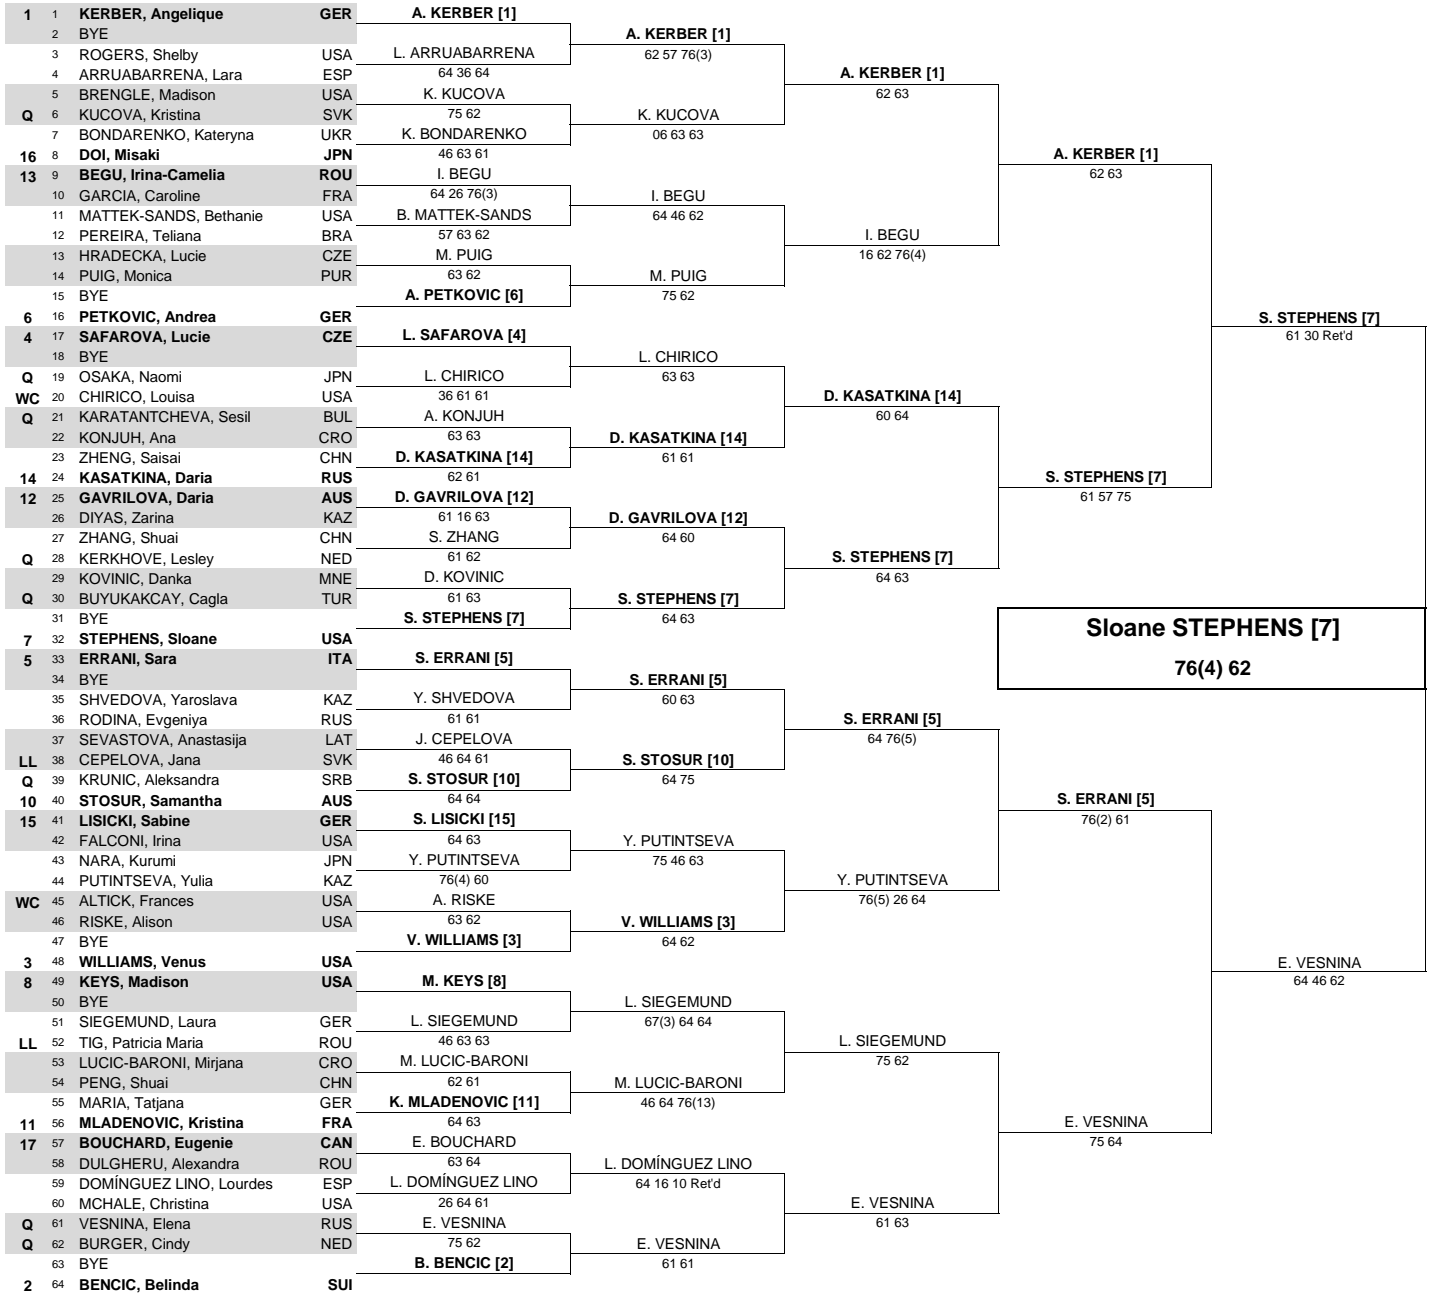 1 1 KERBER, Angelique GER
2 BYE
3 ROGERS, Shelby USA
4 ARRUABARRENA, Lara ESP
5 BRENGLE, Madison USA
Q 6 KUCOVA, Kristina SVK
7 BONDARENKO, Kateryna UKR
16 8 DOI, Misaki JPN
13 9 BEGU, Irina-Camelia ROU
10 GARCIA, Caroline FRA
11 MATTEK-SANDS, Bethanie USA
12 PEREIRA, Teliana BRA
13 HRADECKA, Lucie CZE
14 PUIG, Monica PUR
15 BYE
6 16 PETKOVIC, Andrea GER
4 17 SAFAROVA, Lucie CZE
18 BYE
Q 19 OSAKA, Naomi JPN
WC 20 CHIRICO, Louisa USA
Q 21 KARATANTCHEVA, Sesil BUL
22 KONJUH, Ana CRO
23 ZHENG, Saisai CHN
14 24 KASATKINA, Daria RUS
12 25 GAVRILOVA, Daria AUS
26 DIYAS, Zarina KAZ
27 ZHANG, Shuai CHN
Q 28 KERKHOVE, Lesley NED
29 KOVINIC, Danka MNE
Q 30 BUYUKAKCAY, Cagla TUR
31 BYE
7 32 STEPHENS, Sloane USA
5 33 ERRANI, Sara ITA
34 BYE
35 SHVEDOVA, Yaroslava KAZ
36 RODINA, Evgeniya RUS
37 SEVASTOVA, Anastasija LAT
LL 38 CEPELOVA, Jana SVK
Q 39 KRUNIC, Aleksandra SRB
10 40 STOSUR, Samantha AUS
15 41 LISICKI, Sabine GER
42 FALCONI, Irina USA
43 NARA, Kurumi JPN
44 PUTINTSEVA, Yulia KAZ
WC 45 ALTICK, Frances USA
46 RISKE, Alison USA
47 BYE
3 48 WILLIAMS, Venus USA
8 49 KEYS, Madison USA
50 BYE
51 SIEGEMUND, Laura GER
LL 52 TIG, Patricia Maria ROU
53 LUCIC-BARONI, Mirjana CRO
54 PENG, Shuai CHN
55 MARIA, Tatjana GER
11 56 MLADENOVIC, Kristina FRA
17 57 BOUCHARD, Eugenie CAN
58 DULGHERU, Alexandra ROU
59 DOMÍNGUEZ LINO, Lourdes ESP
60 MCHALE, Christina USA
Q 61 VESNINA, Elena RUS
Q 62 BURGER, Cindy NED
63 BYE
2 64 BENCIC, Belinda SUI
A. KERBER [1]
L. ARRUABARRENA
64 36 64
K. KUCOVA
75 62
K. BONDARENKO
46 63 61
I. BEGU
64 26 76(3)
B. MATTEK-SANDS
57 63 62
M. PUIG
63 62
A. PETKOVIC [6]
L. SAFAROVA [4]
L. CHIRICO
36 61 61
A. KONJUH
63 63
D. KASATKINA [14]
62 61
D. GAVRILOVA [12]
61 16 63
S. ZHANG
61 62
D. KOVINIC
61 63
S. STEPHENS [7]
S. ERRANI [5]
Y. SHVEDOVA
61 61
J. CEPELOVA
46 64 61
S. STOSUR [10]
64 64
S. LISICKI [15]
64 63
Y. PUTINTSEVA
76(4) 60
A. RISKE
63 62
V. WILLIAMS [3]
M. KEYS [8]
L. SIEGEMUND
46 63 63
M. LUCIC-BARONI
62 61
K. MLADENOVIC [11]
64 63
E. BOUCHARD
63 64
L. DOMÍNGUEZ LINO
26 64 61
E. VESNINA
75 62
B. BENCIC [2]
A. KERBER [1]
62 57 76(3)
K. KUCOVA
06 63 63
I. BEGU
64 46 62
M. PUIG
75 62
L. CHIRICO
63 63
D. KASATKINA [14]
61 61
D. GAVRILOVA [12]
64 60
S. STEPHENS [7]
64 63
S. ERRANI [5]
60 63
S. STOSUR [10]
64 75
Y. PUTINTSEVA
75 46 63
V. WILLIAMS [3]
64 62
L. SIEGEMUND
67(3) 64 64
M. LUCIC-BARONI
46 64 76(13)
L. DOMÍNGUEZ LINO
64 16 10 Ret'd
E. VESNINA
61 61
A. KERBER [1]
62 63
I. BEGU
16 62 76(4)
D. KASATKINA [14]
60 64
S. STEPHENS [7]
64 63
S. ERRANI [5]
64 76(5)
Y. PUTINTSEVA
76(5) 26 64
L. SIEGEMUND
75 62
E. VESNINA
61 63
A. KERBER [1]
62 63
S. STEPHENS [7]
61 57 75
S. ERRANI [5]
76(2) 61
E. VESNINA
75 64
S. STEPHENS [7]
61 30 Ret'd
E. VESNINA
64 46 62
Sloane STEPHENS [7]
76(4) 62